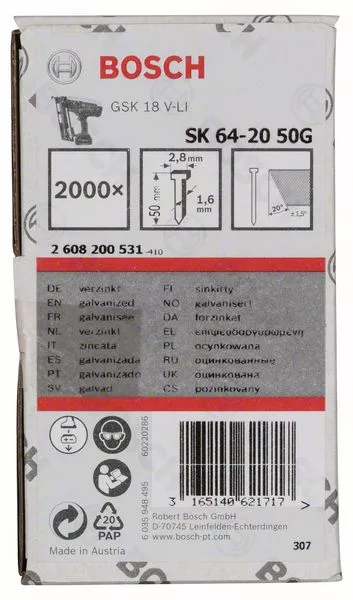 BOSCH
GSK 18 V-LI
SK 64-20 50G
2000×
2,8 mm
50 mm
1,6 mm
20°
± 1,5°
2 608 200 531 -410
DE verzinkt
EN galvanized
FR galvanisée
NL verzinkt
IT zincata
ES galvanizada
PT galvanizado
SV galvad
FI sinkitty
NO galvanisert
DA forzinket
EL επιψευδαργυρωμένη
PL ocynkowana
RU оцинкованные
UK оцинкована
CS pozinkovaný
60220286
6 035 948 495
20
PAP
Made in Austria
3 165140 621717 >
Robert Bosch GmbH
D-70745 Leinfelden-Echterdingen
www.bosch-pt.com
307